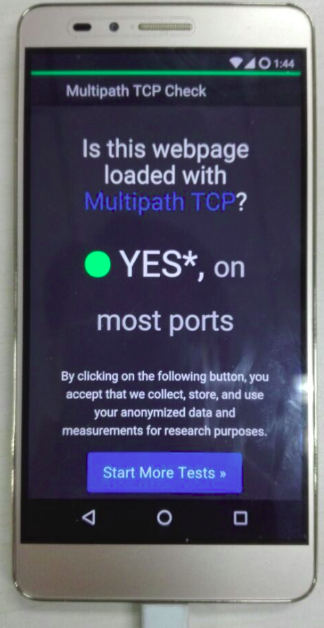 1:44
Multipath TCP Check
Is this webpage
loaded with
Multipath TCP?
YES*, on
most ports
By clicking on the following button, you
accept that we collect, store, and use
your anonymized data and
measurements for research purposes.
Start More Tests »